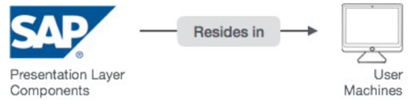 SAP®
Resides in
Presentation Layer
Components
User
Machines